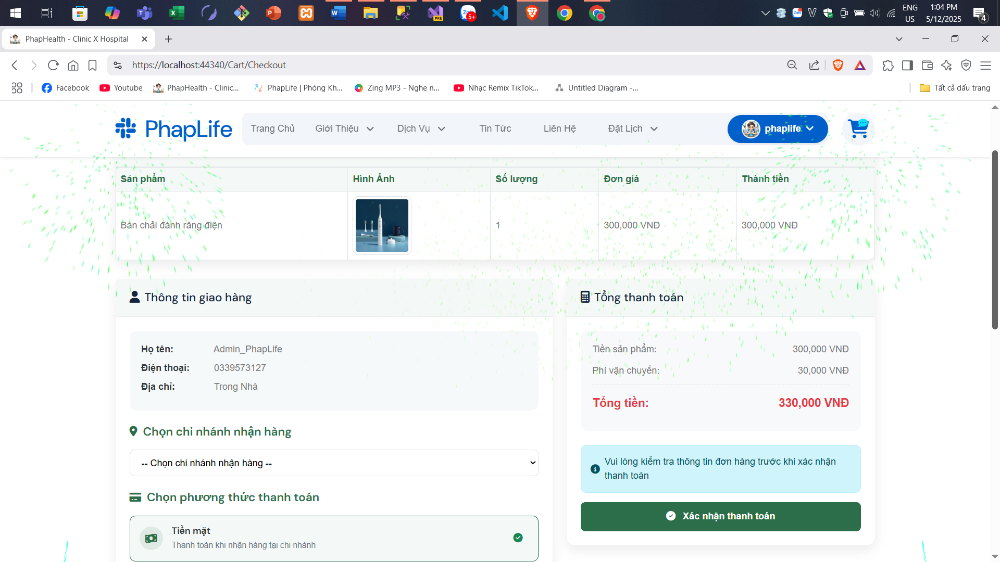 ENG
US
1:04 PM
5/12/2025
4
5+
PRE
PhapHealth - Clinic X Hospital
https://localhost:44340/Cart/Checkout
Facebook
Youtube
PhapHealth - Clinic...
PhapLife | Phòng Kh...
Zing MP3 - Nghe n...
Nhạc Remix TikTok...
Untitled Diagram -...
Tất cả dấu trang
PhapLife
Trang Chủ
Giới Thiệu
Dịch Vụ
Tin Tức
Liên Hệ
Đặt Lịch
phaplife
Sản phẩm Hình Ảnh Số lượng Đơn giá Thành tiền
Bàn chải đánh răng điện 1 300,000 VNĐ 300,000 VNĐ
Thông tin giao hàng
Họ tên: Admin_PhapLife
Điện thoại: 0339573127
Địa chỉ: Trong Nhà
Chọn chi nhánh nhận hàng
-- Chọn chi nhánh nhận hàng --
Chọn phương thức thanh toán
Tiền mặt
Thanh toán khi nhận hàng tại chi nhánh
Tổng thanh toán
Tiền sản phẩm: 300,000 VNĐ
Phí vận chuyển: 30,000 VNĐ
Tổng tiền: 330,000 VNĐ
Vui lòng kiểm tra thông tin đơn hàng trước khi xác nhận
thanh toán
Xác nhận thanh toán